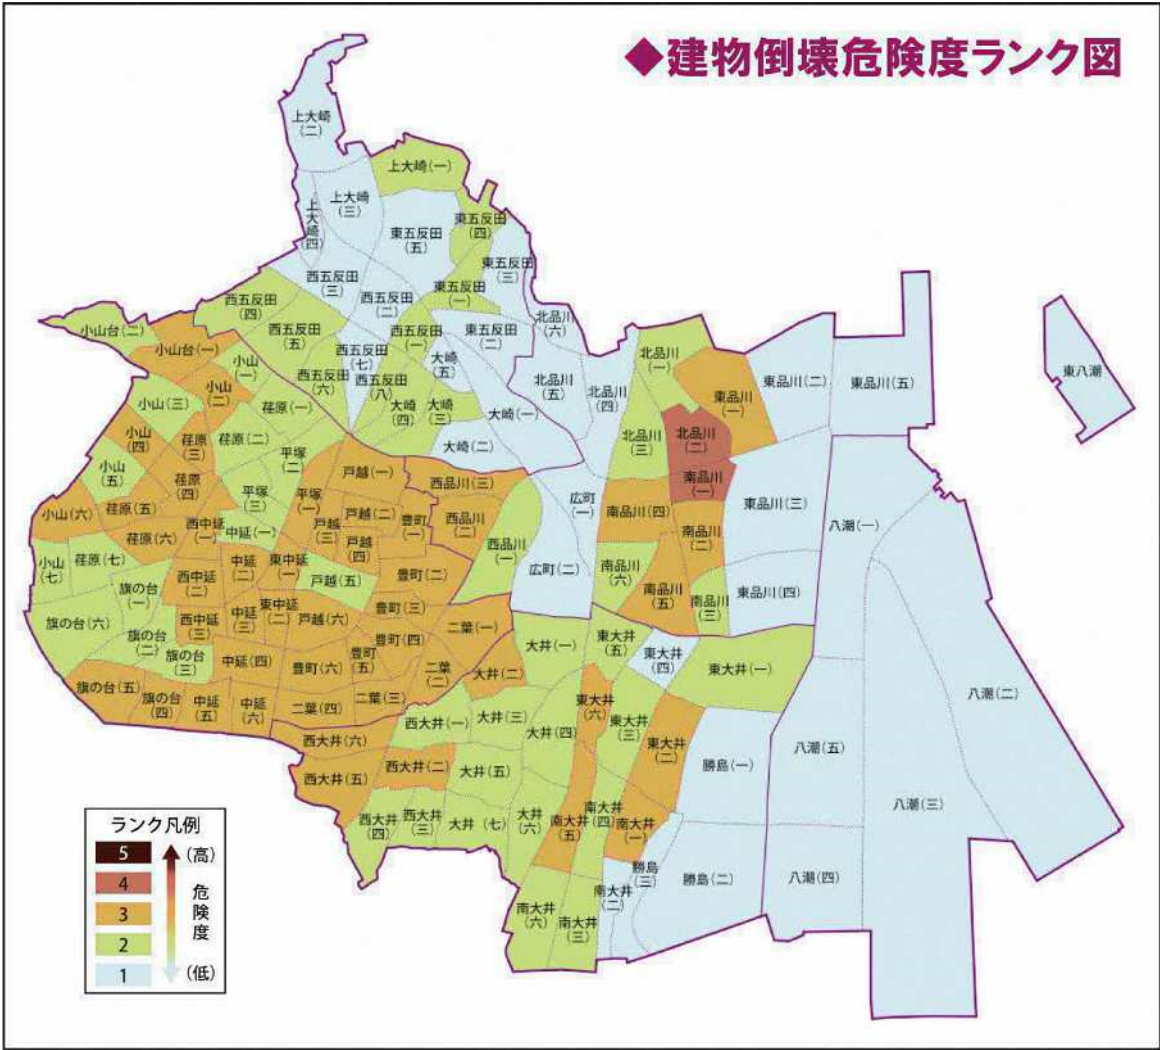 ◆建物倒壊危険度ランク図
上大崎
(二)
上大崎(一)
上大崎
(三)
上大崎
(四)
東五反田
(四)
東五反田
(五)
東五反田
(三)
西五反田
(三)
東五反田
(一)
西五反田
(二)
西五反田
(四)
北品川
(六)
小山台(二)
西五反田
(五)
西五反田
(一)
東五反田
(二)
小山台(一)
西五反田
(七)
大崎
(五)
北品川
(一)
小山
(一)
西五反田
(六)
西五反田
(八)
北品川
(五)
北品川
(四)
東品川(二)
東品川(五)
東八潮
小山
(二)
小山(三)
荏原(一)
大崎
(四)
大崎
(三)
大崎(一)
東品川
(一)
小山
(四)
荏原
(三)
荏原(二)
大崎(二)
北品川
(三)
北品川
(二)
平塚
(二)
小山
(五)
荏原
(四)
戸越(一)
西品川(三)
南品川
(一)
平塚
(三)
平塚
(一)
広町
(一)
東品川(三)
小山(六)
荏原(五)
戸越(二)
豊町
(一)
西品川
(二)
南品川(四)
八潮(一)
荏原(六)
西中延
(一)
中延(一)
戸越
(三)
戸越
(四)
西品川
(一)
南品川
(二)
小山
(七)
荏原(七)
中延
(二)
東中延
(一)
戸越(五)
豊町(二)
広町(二)
南品川
(六)
西中延
(二)
旗の台
(一)
南品川
(五)
南品川
(三)
東品川(四)
旗の台(六)
西中延
(三)
中延
(三)
東中延
(二)
戸越(六)
豊町(三)
豊町(四)
二葉(一)
旗の台
(二)
旗の台
(三)
中延(四)
豊町(六)
豊町
(五)
二葉
(二)
大井(二)
大井(一)
東大井
(五)
東大井
(四)
東大井(一)
旗の台(五)
旗の台
(四)
中延
(五)
中延
(六)
二葉(四)
二葉(三)
八潮(二)
西大井(一)
大井(三)
大井(四)
東大井
(六)
東大井
(三)
東大井
(二)
西大井(六)
八潮(五)
西大井(五)
西大井(二)
大井(五)
勝島(一)
八潮(三)
西大井
(四)
西大井
(三)
大井(七)
大井
(六)
南大井
(五)
南大井
(四)
南大井
(一)
勝島
(三)
勝島(二)
八潮(四)
南大井
(二)
南大井
(六)
南大井
(三)
ランク凡例
5
4
3
2
1
(高)
危険度
(低)